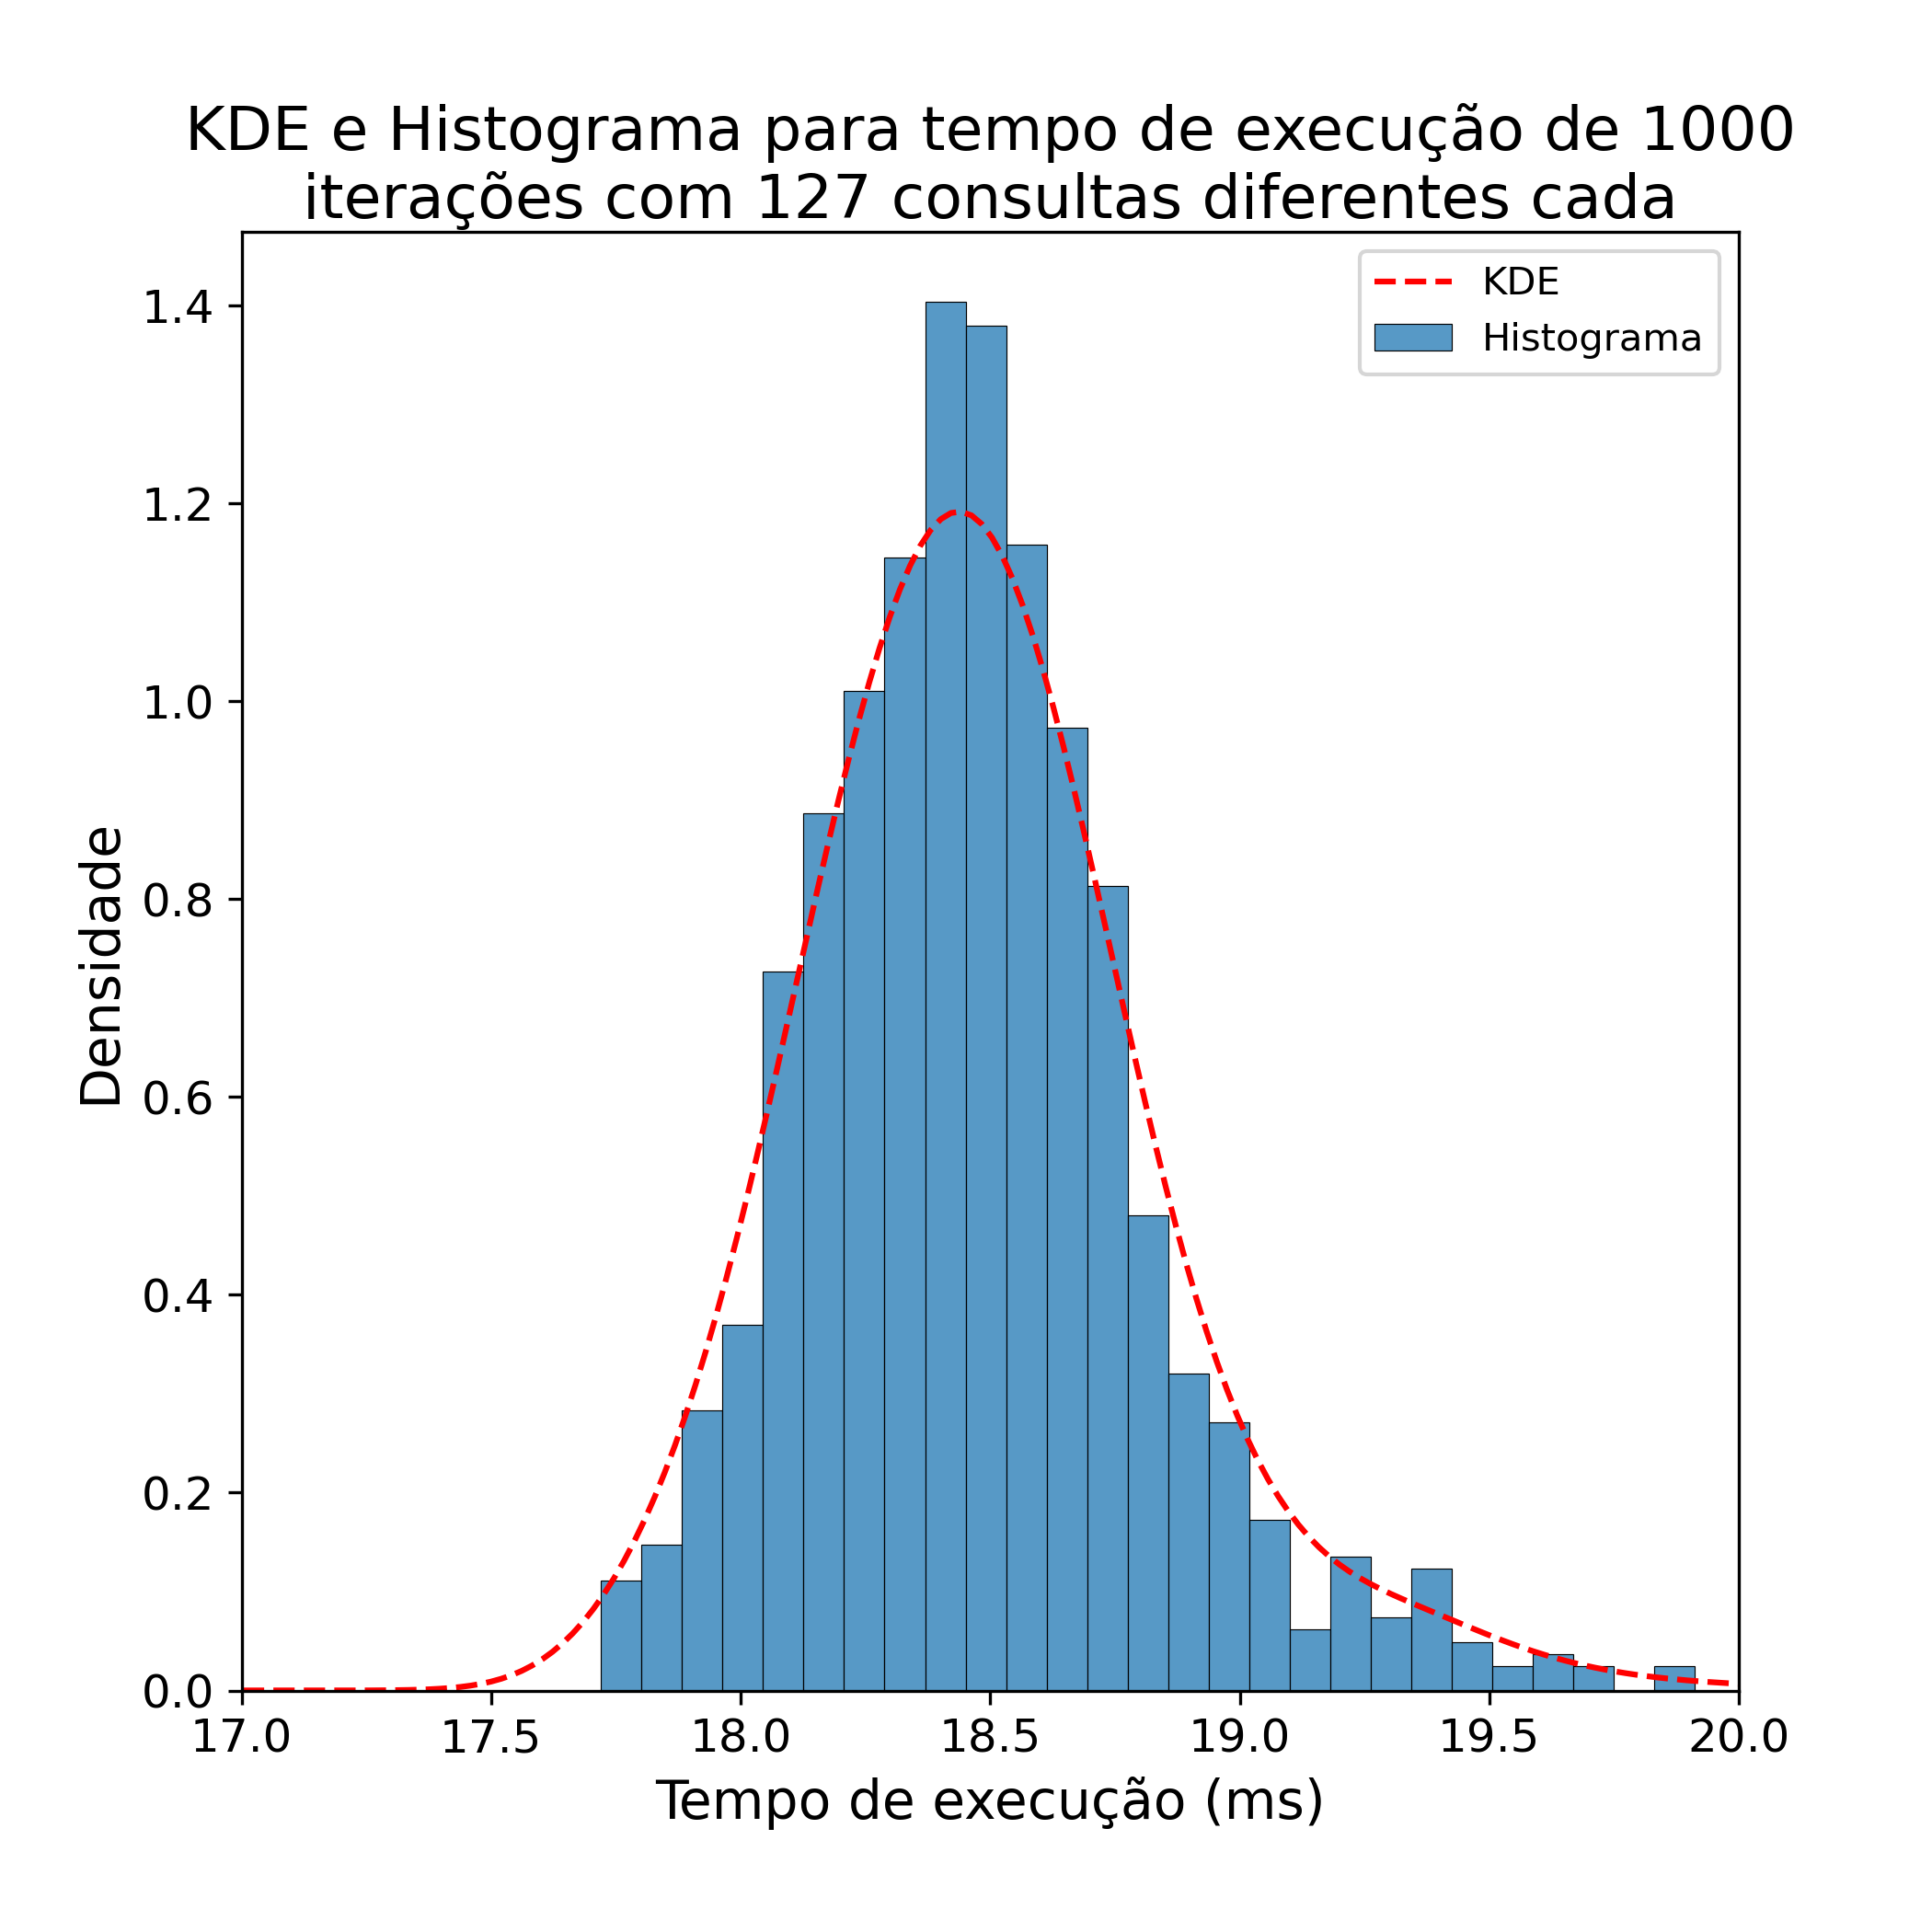 KDE e Histograma para tempo de execução de 1000
iterações com 127 consultas diferentes cada
KDE
Histograma
Densidade
1.4
1.2
1.0
0.8
0.6
0.4
0.2
0.0
17.0 17.5 18.0 18.5 19.0 19.5 20.0
Tempo de execução (ms)